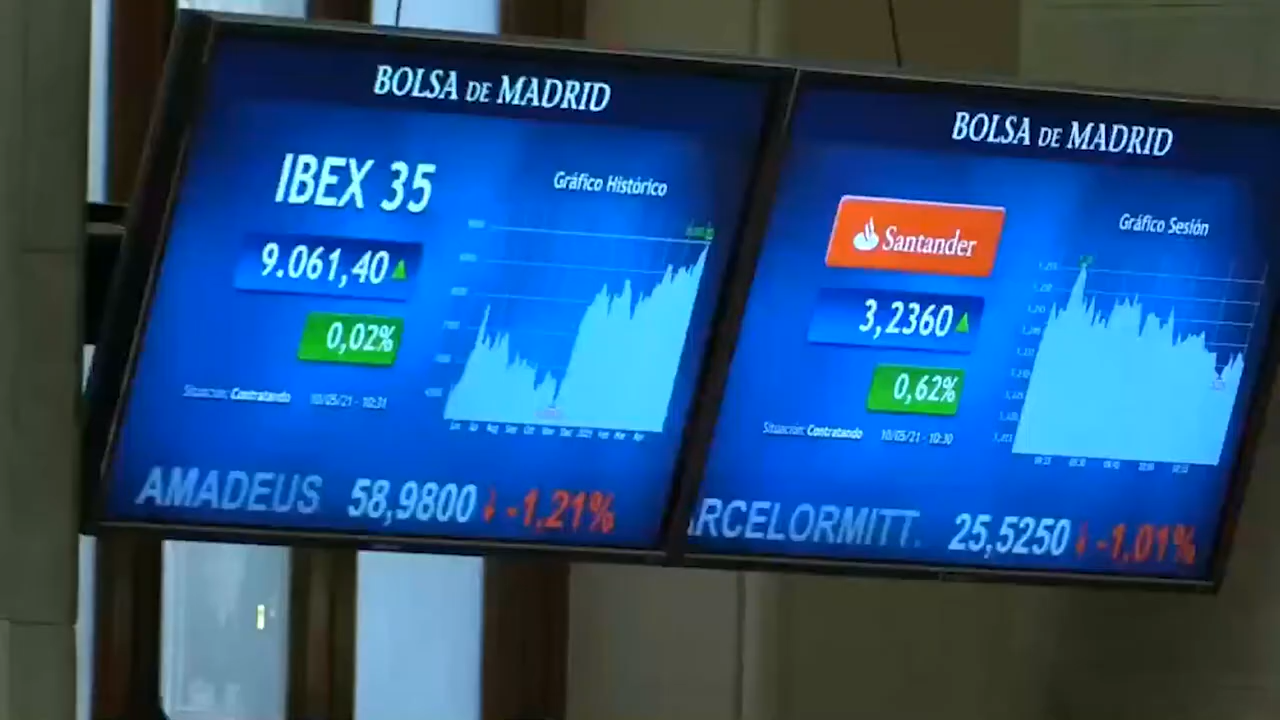 BOLSA DE MADRID
IBEX 35
Gráfico Histórico
9.061,40
0,02%
Situación: Contratando 10/05/21 - 10:31
AMADEUS 58,9800 -1,21%
BOLSA DE MADRID
Santander
Gráfico Sesión
3,2360
0,62%
Situación: Contratando 10/05/21 - 10:30
RCELORMITT. 25,5250 -1,01%